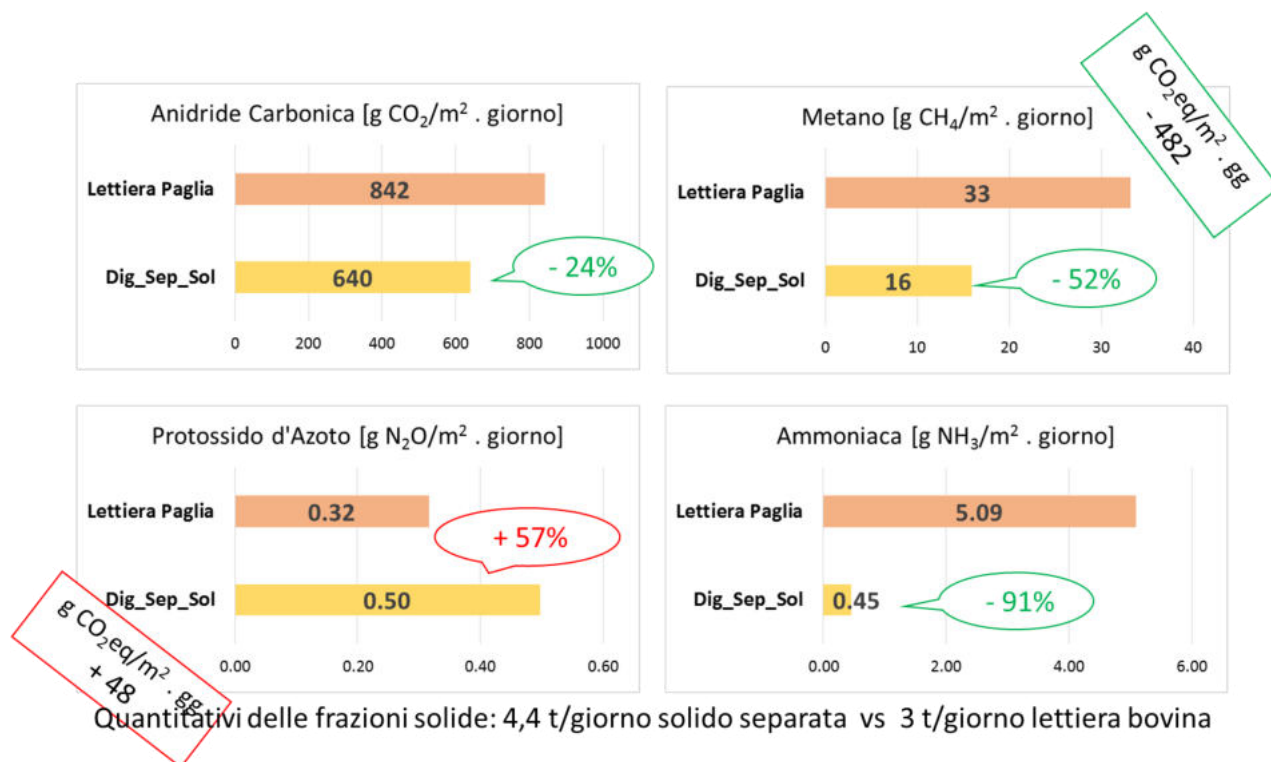 Anidride Carbonica [g CO₂/m² . giorno]
Lettiera Paglia
842
Dig_Sep_Sol
640
- 24%
0 200 400 600 800 1000
Metano [g CH₄/m² . giorno]
g CO₂eq/m² . gg
- 482
Lettiera Paglia
33
Dig_Sep_Sol
16
- 52%
0 10 20 30 40
Protossido d'Azoto [g N₂O/m² . giorno]
Lettiera Paglia
0.32
+ 57%
Dig_Sep_Sol
0.50
0.00 0.20 0.40 0.60
g CO₂eq/m² . gg
+ 48
Ammoniaca [g NH₃/m² . giorno]
Lettiera Paglia
5.09
Dig_Sep_Sol
0.45
- 91%
0.00 2.00 4.00 6.00
Quantitativi delle frazioni solide: 4,4 t/giorno solido separata vs 3 t/giorno lettiera bovina